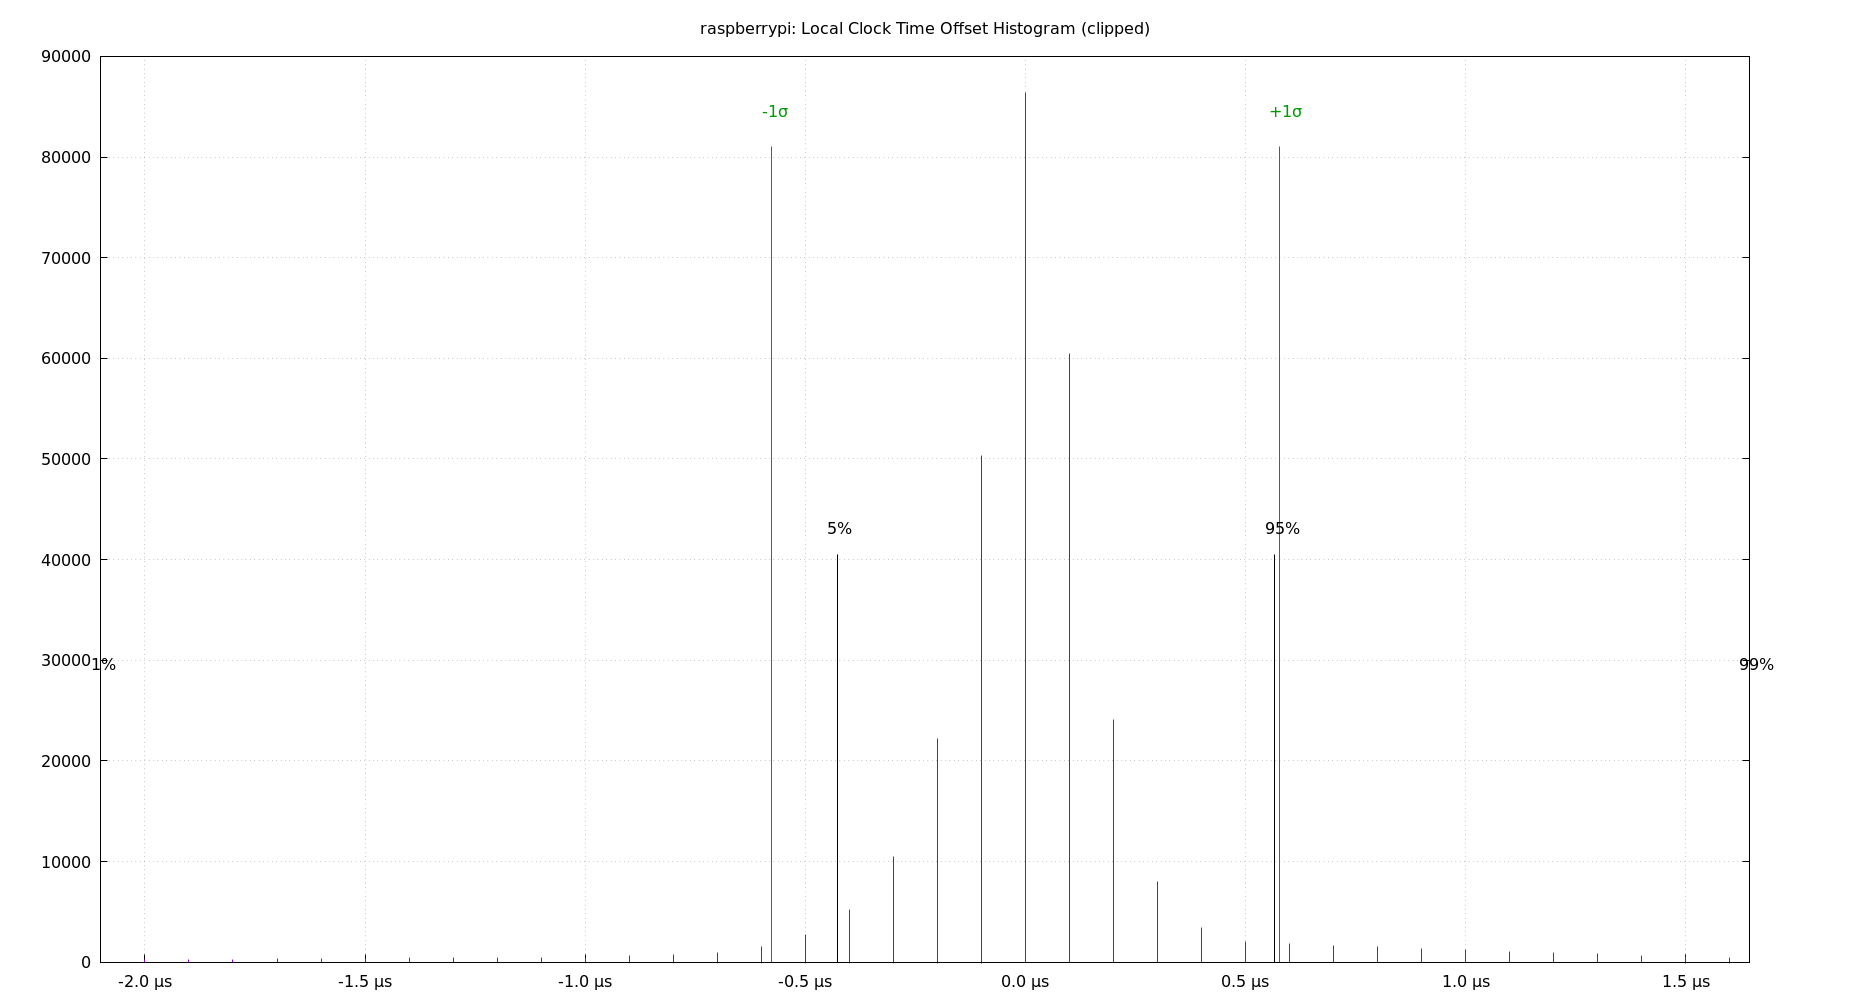 raspberrypi: Local Clock Time Offset Histogram (clipped)
90000
-1σ
+1σ
80000
70000
60000
50000
5%
95%
40000
30000
1%
99%
20000
10000
0
-2.0 µs
-1.5 µs
-1.0 µs
-0.5 µs
0.0 µs
0.5 µs
1.0 µs
1.5 µs